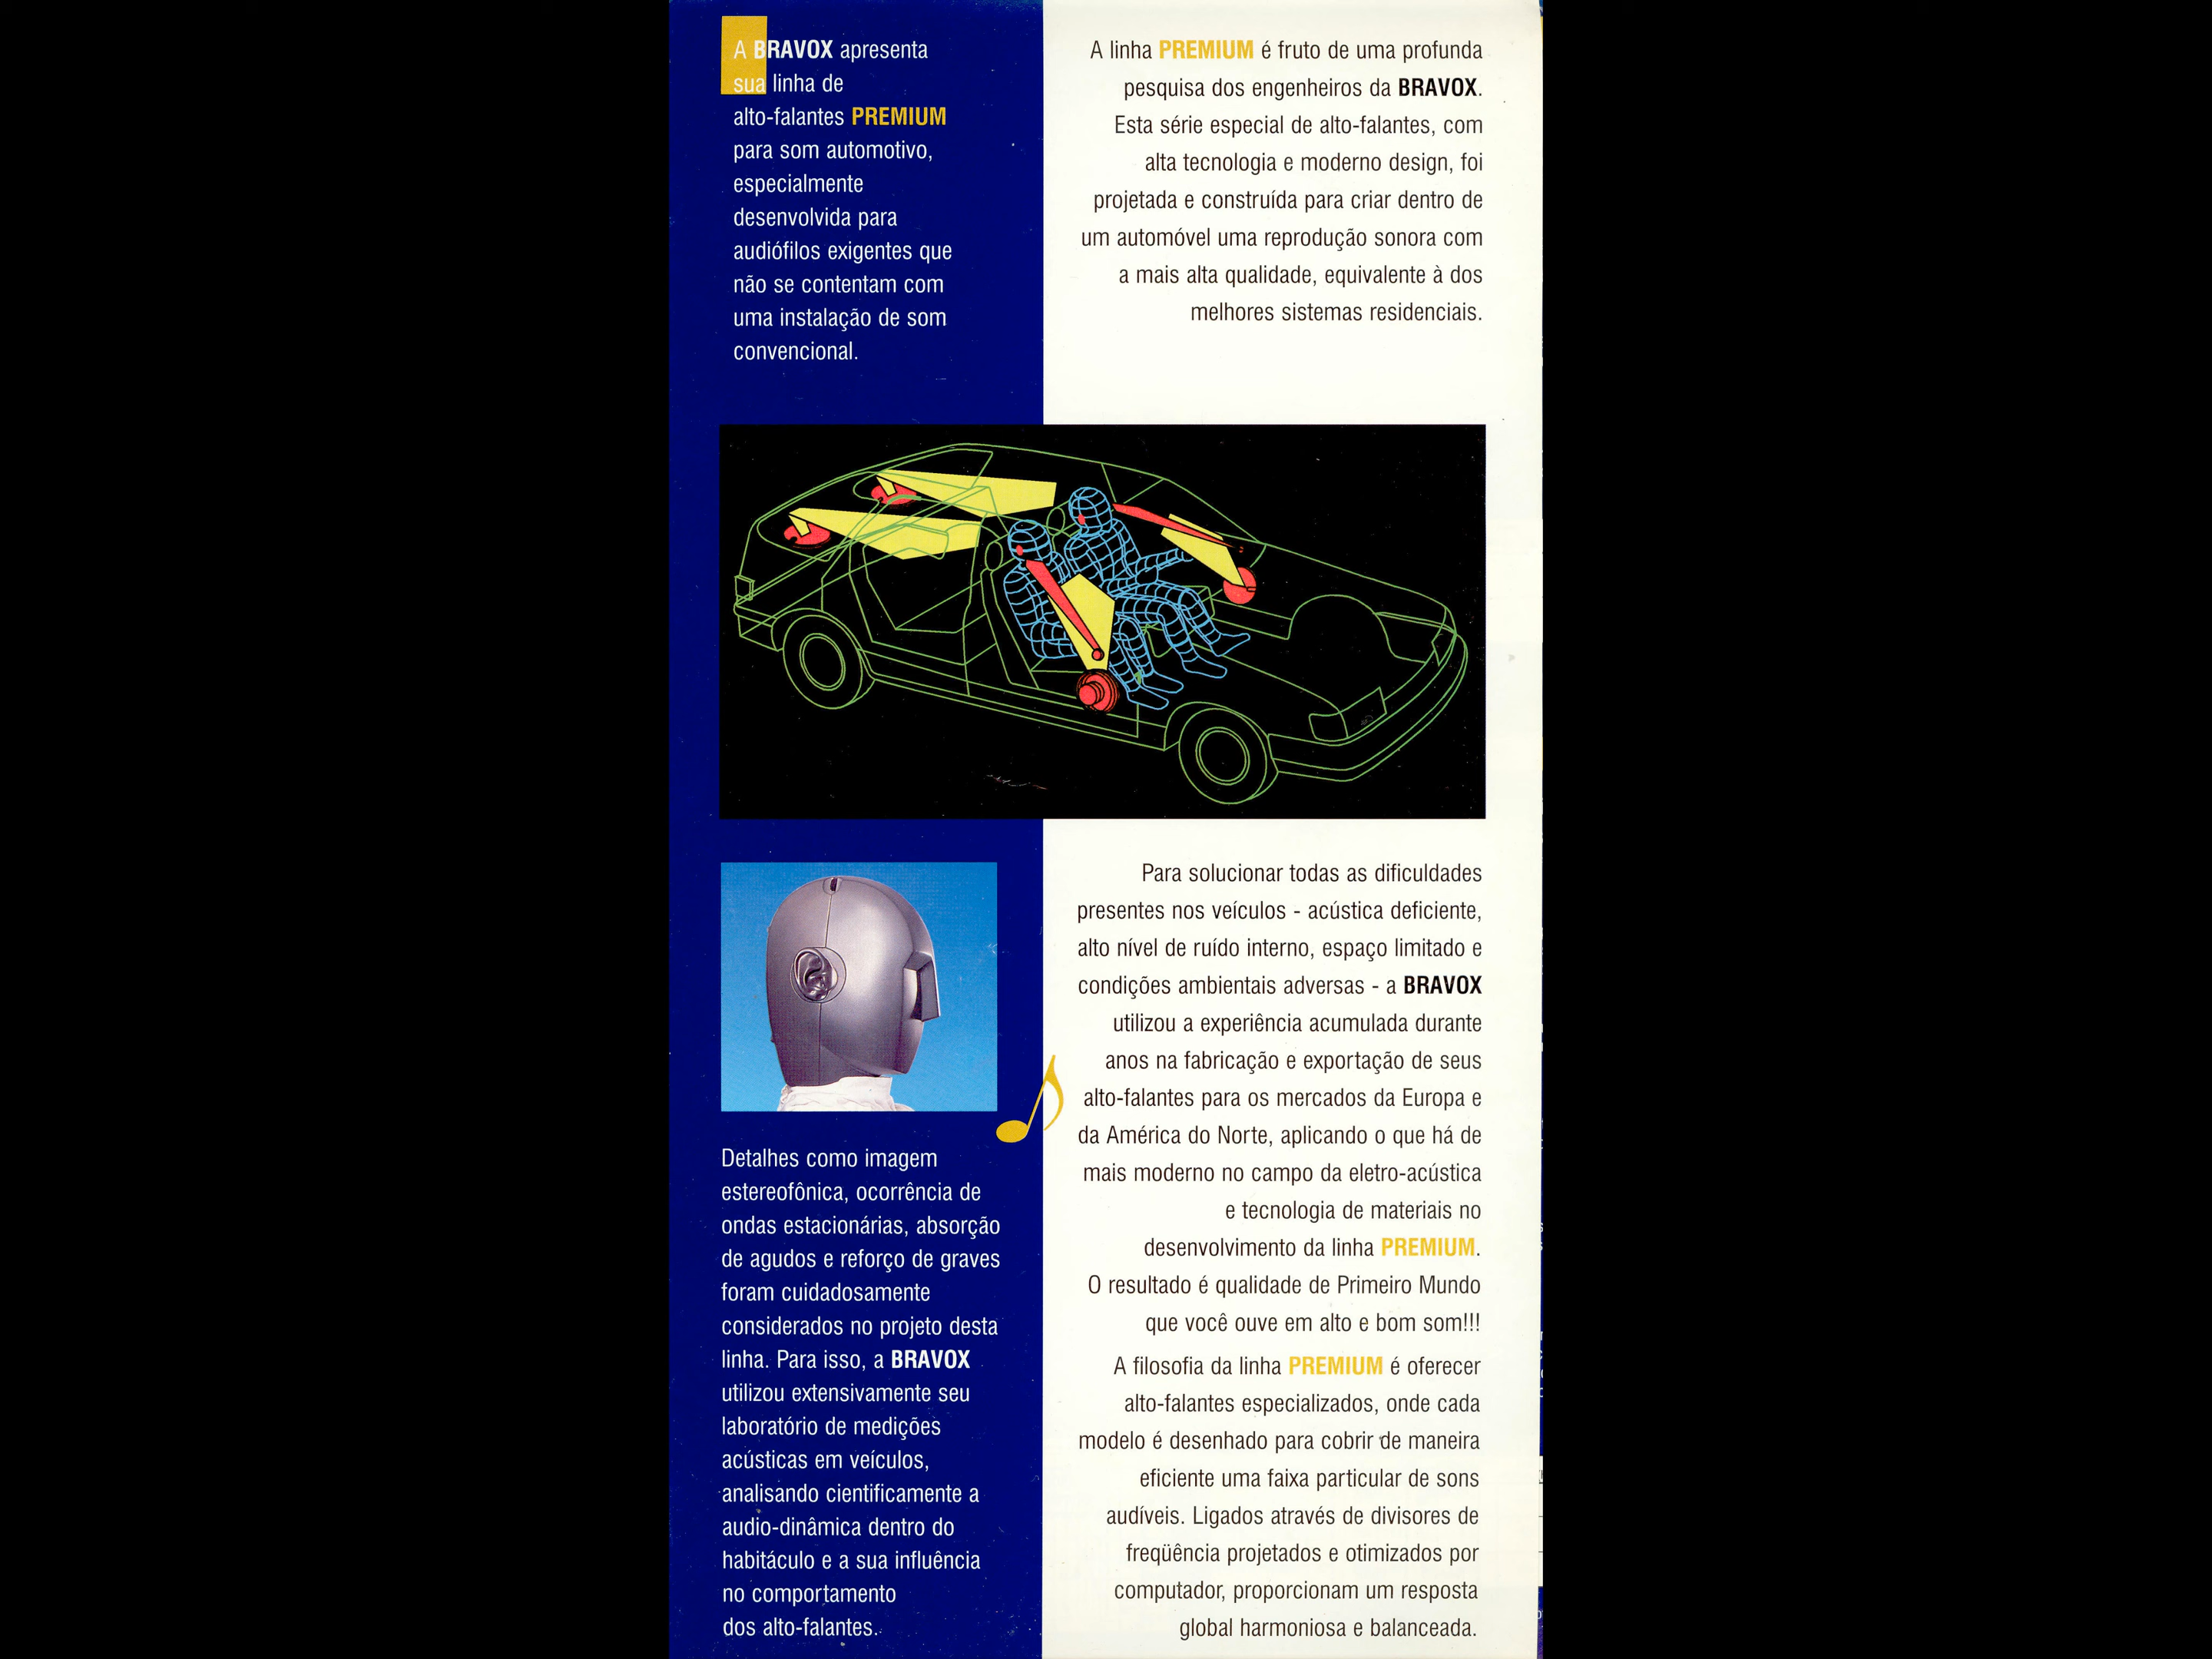 A BRAVOX apresenta
sua linha de
alto-falantes PREMIUM
para som automotivo,
especialmente
desenvolvida para
audiófilos exigentes que
não se contentam com
uma instalação de som
convencional.
A linha PREMIUM é fruto de uma profunda
pesquisa dos engenheiros da BRAVOX.
Esta série especial de alto-falantes, com
alta tecnologia e moderno design, foi
projetada e construída para criar dentro de
um automóvel uma reprodução sonora com
a mais alta qualidade, equivalente à dos
melhores sistemas residenciais.
Detalhes como imagem
estereofônica, ocorrência de
ondas estacionárias, absorção
de agudos e reforço de graves
foram cuidadosamente
considerados no projeto desta
linha. Para isso, a BRAVOX
utilizou extensivamente seu
laboratório de medições
acústicas em veículos,
analisando cientificamente a
audio-dinâmica dentro do
habitáculo e a sua influência
no comportamento
dos alto-falantes.
Para solucionar todas as dificuldades
presentes nos veículos - acústica deficiente,
alto nível de ruído interno, espaço limitado e
condições ambientais adversas - a BRAVOX
utilizou a experiência acumulada durante
anos na fabricação e exportação de seus
alto-falantes para os mercados da Europa e
da América do Norte, aplicando o que há de
mais moderno no campo da eletro-acústica
e tecnologia de materiais no
desenvolvimento da linha PREMIUM.
O resultado é qualidade de Primeiro Mundo
que você ouve em alto e bom som!!!
A filosofia da linha PREMIUM é oferecer
alto-falantes especializados, onde cada
modelo é desenhado para cobrir de maneira
eficiente uma faixa particular de sons
audíveis. Ligados através de divisores de
freqüência projetados e otimizados por
computador, proporcionam um resposta
global harmoniosa e balanceada.